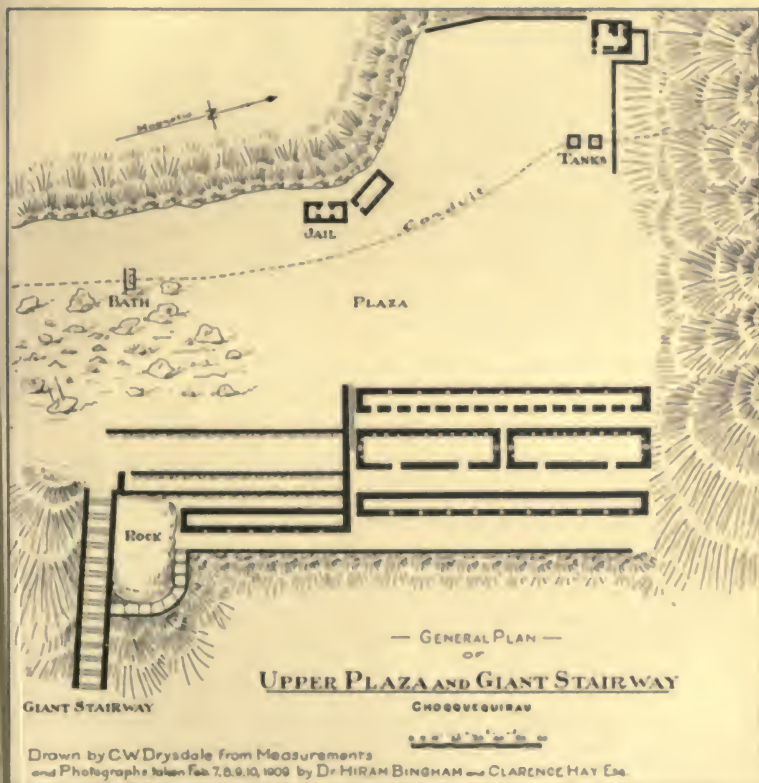 Magnetic N
TANKS
Conduit
JAIL
BATH
PLAZA
ROCK
GIANT STAIRWAY
— GENERAL PLAN —
OF
UPPER PLAZA AND GIANT STAIRWAY
CHOQQUEQUIRAU
Drawn by C.W Drysdale from Measurements
and Photographs taken Feb. 7,8,9,10, 1909 by Dr HIRAM BINGHAM and CLARENCE HAY Esq.